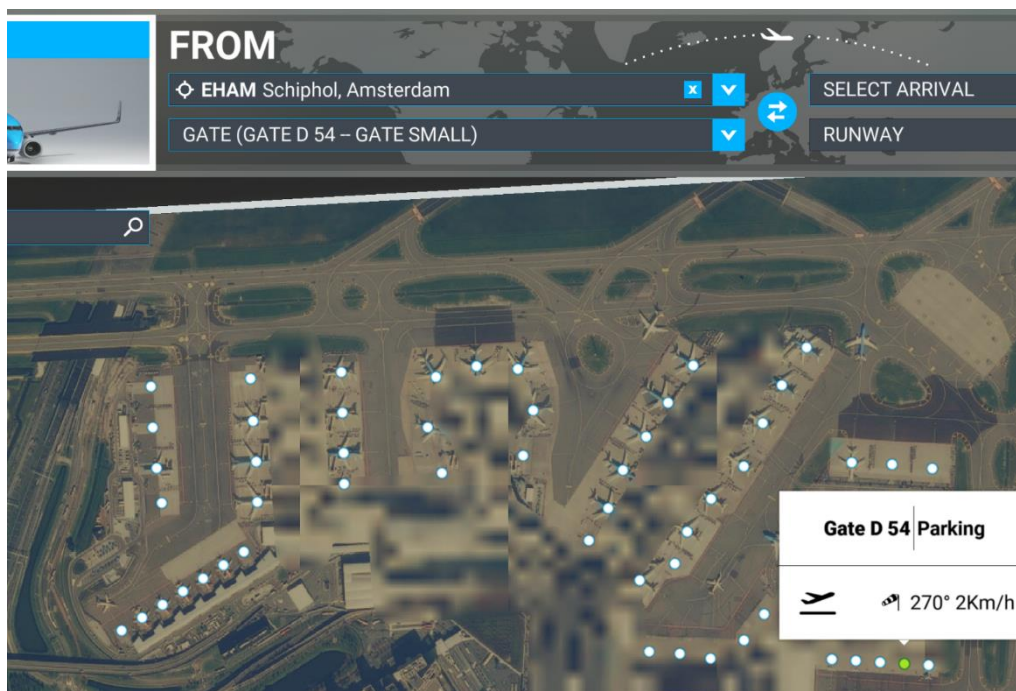 FROM
EHAM Schiphol, Amsterdam x
SELECT ARRIVAL
GATE (GATE D 54 – GATE SMALL)
RUNWAY
Gate D 54 Parking
270° 2Km/h